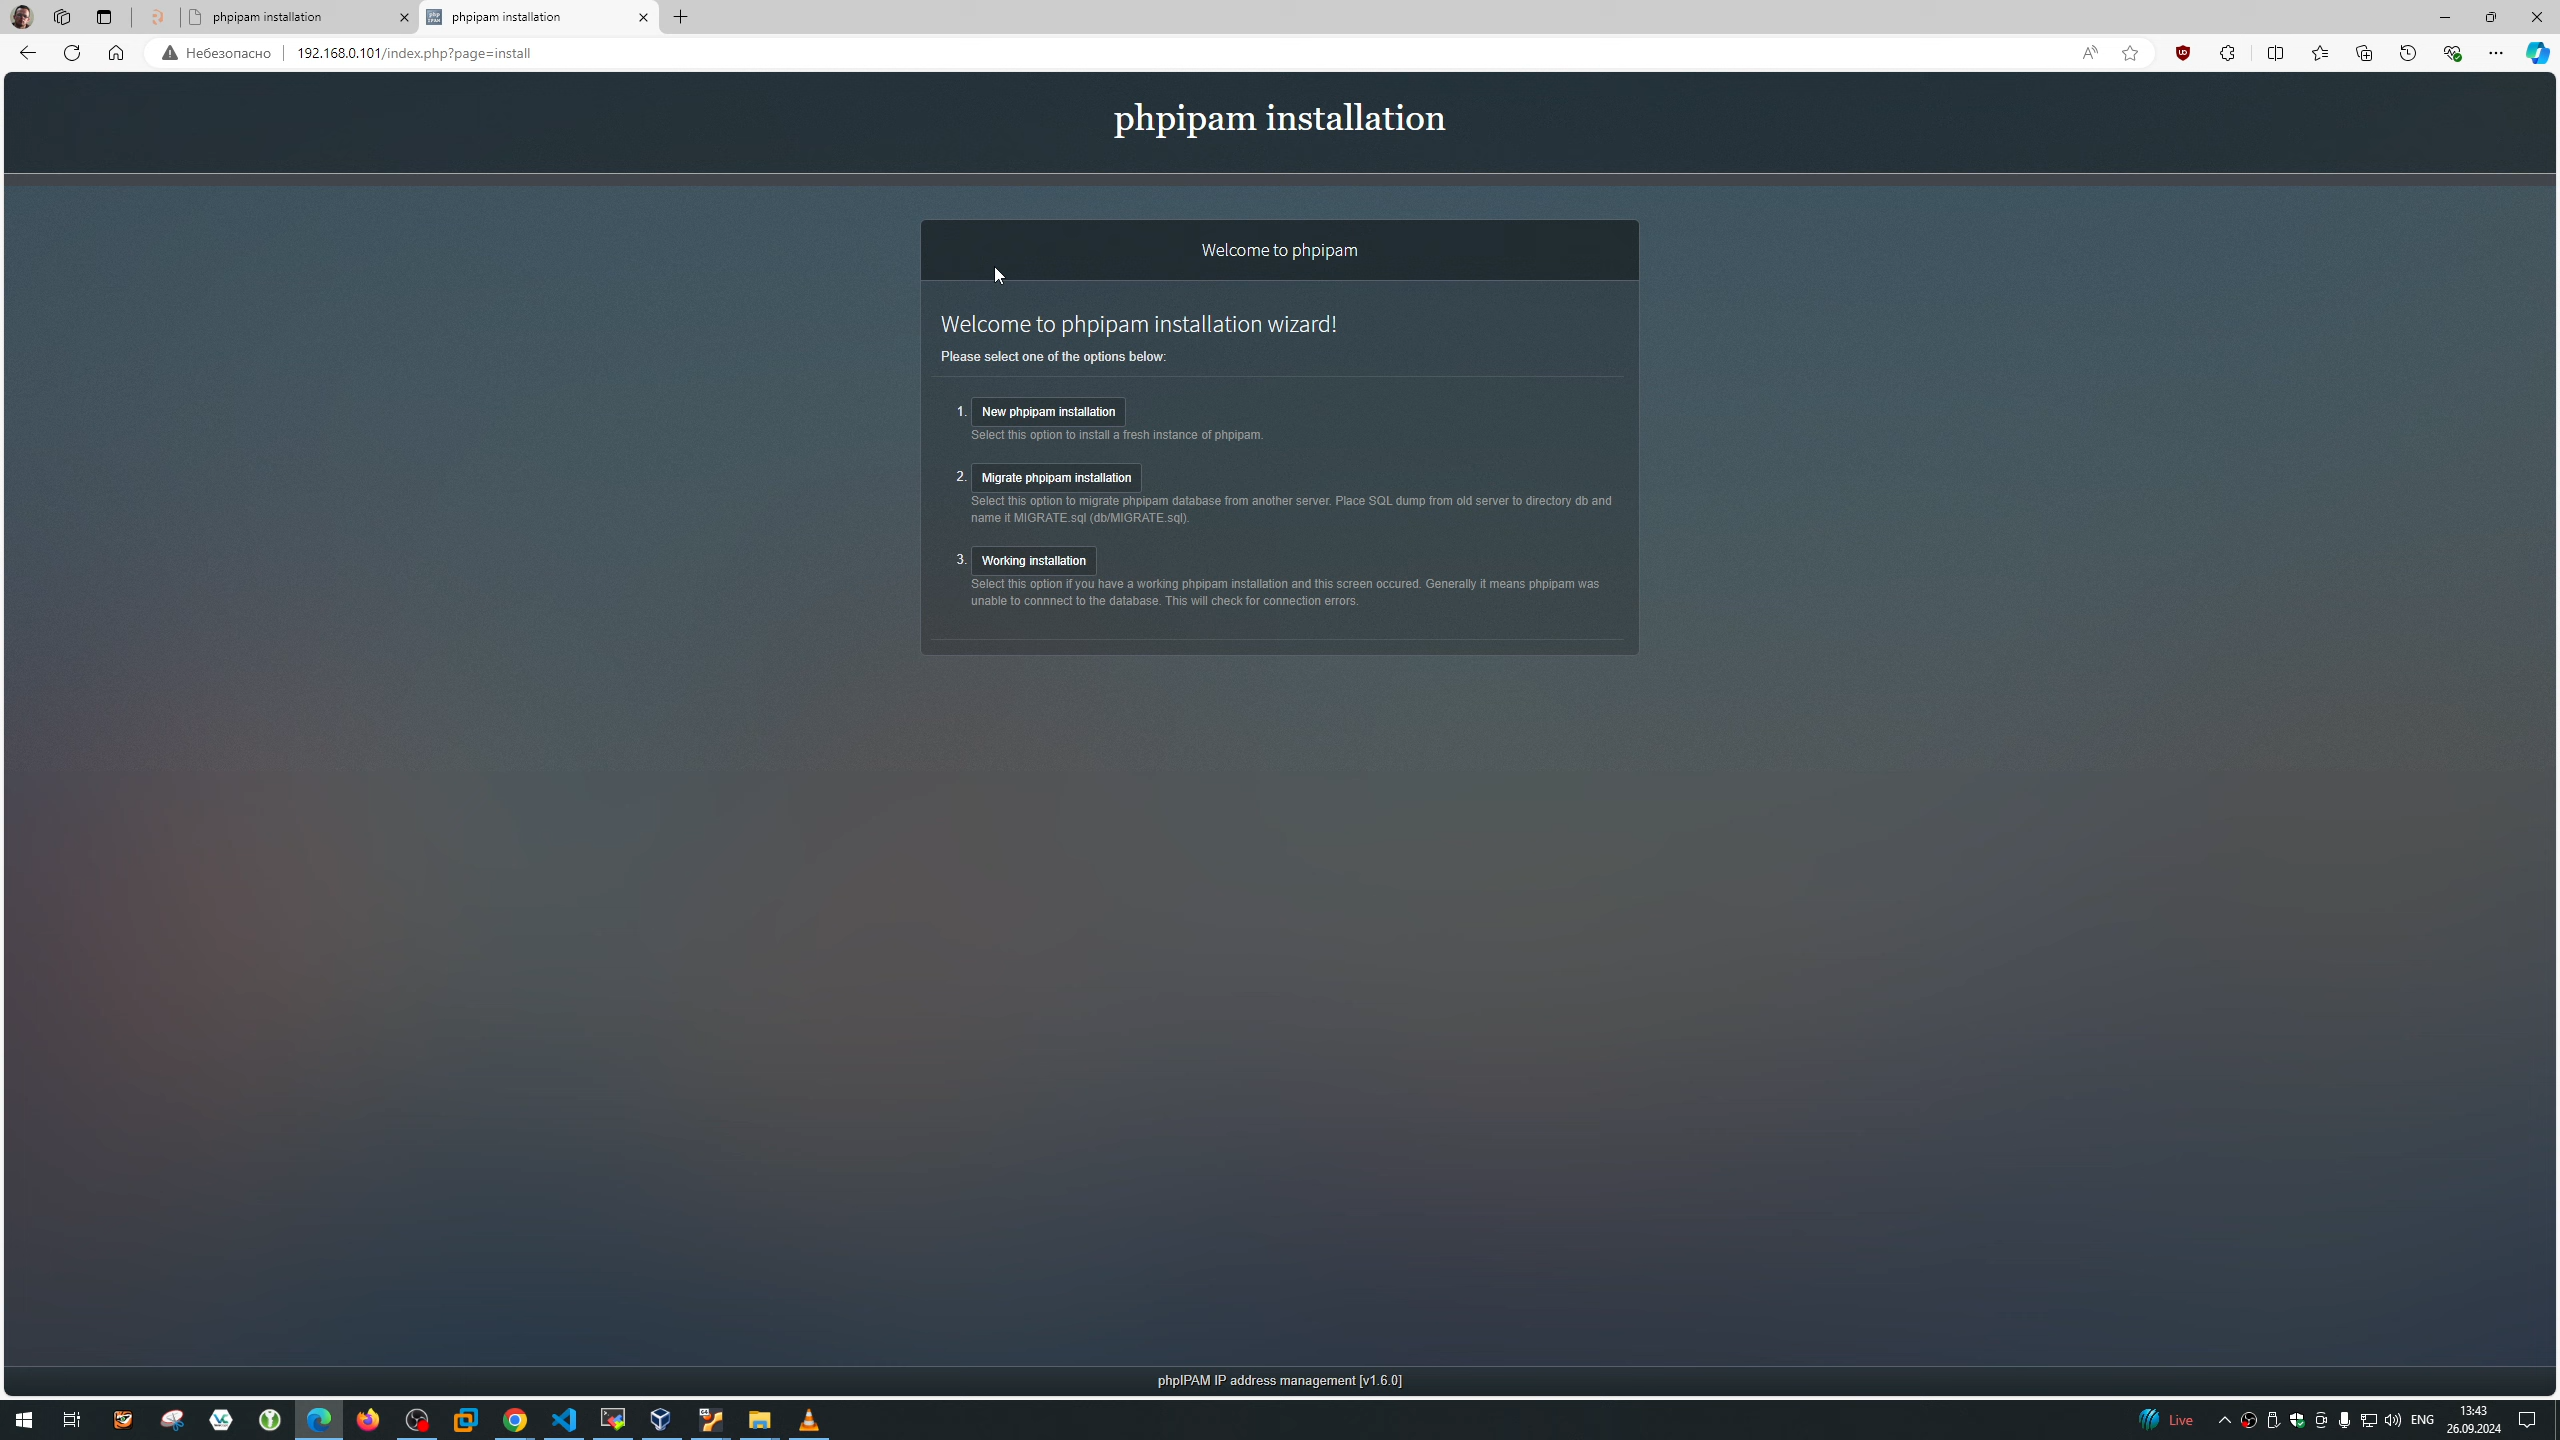 phpipam installation
phpipam installation
Небезопасно
192.168.0.101/index.php?page=install
phpipam installation
Welcome to phpipam
Welcome to phpipam installation wizard!
Please select one of the options below:
1. New phpipam installation
Select this option to install a fresh instance of phpipam.
2. Migrate phpipam installation
Select this option to migrate phpipam database from another server. Place SQL dump from old server to directory db and
name it MIGRATE.sql (db/MIGRATE.sql).
3. Working installation
Select this option if you have a working phpipam installation and this screen occured. Generally it means phpipam was
unable to connnect to the database. This will check for connection errors.
phpIPAM IP address management [v1.6.0]
Live
ENG
13:43
26.09.2024